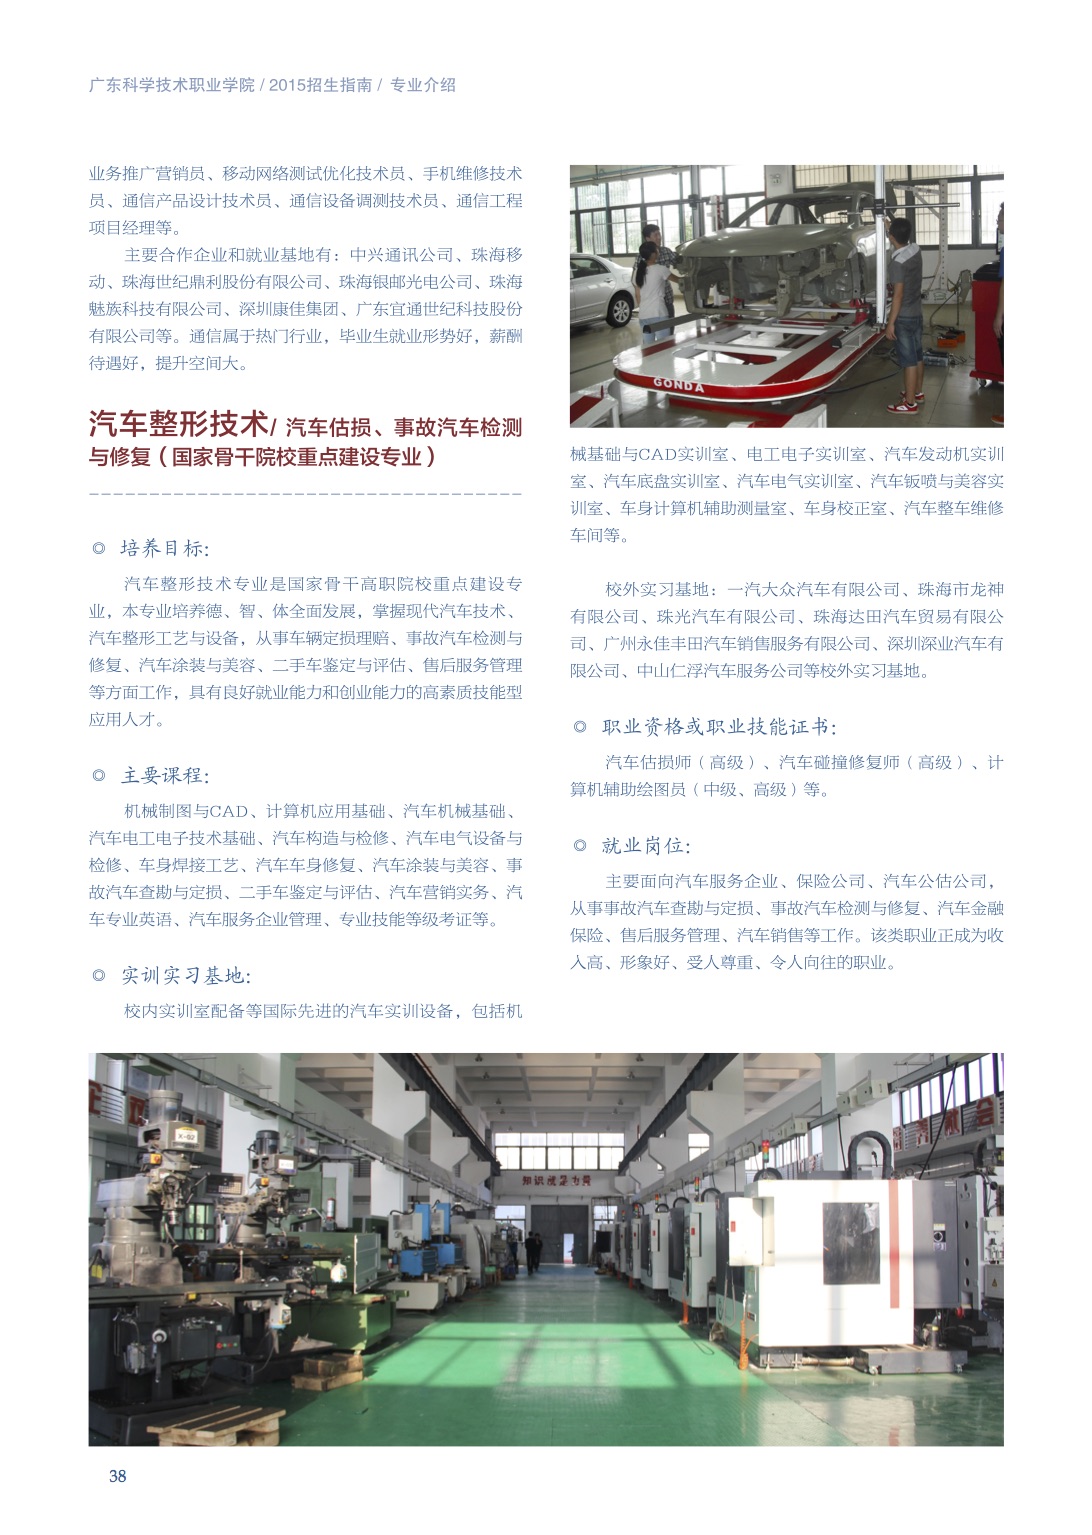 广东科学技术职业学院 / 2015招生指南 / 专业介绍
业务推广营销员、移动网络测试优化技术员、手机维修技术
员、通信产品设计技术员、通信设备调测技术员、通信工程
项目经理等。
主要合作企业和就业基地有：中兴通讯公司、珠海移
动、珠海世纪鼎利股份有限公司、珠海银邮光电公司、珠海
魅族科技有限公司、深圳康佳集团、广东宜通世纪科技股份
有限公司等。通信属于热门行业，毕业生就业形势好，薪酬
待遇好，提升空间大。
汽车整形技术/ 汽车估损、事故汽车检测
与修复（国家骨干院校重点建设专业）
◎ 培养目标：
汽车整形技术专业是国家骨干高职院校重点建设专
业，本专业培养德、智、体全面发展，掌握现代汽车技术、
汽车整形工艺与设备，从事车辆定损理赔、事故汽车检测与
修复、汽车涂装与美容、二手车鉴定与评估、售后服务管理
等方面工作，具有良好就业能力和创业能力的高素质技能型
应用人才。
◎ 主要课程：
机械制图与CAD、计算机应用基础、汽车机械基础、
汽车电工电子技术基础、汽车构造与检修、汽车电气设备与
检修、车身焊接工艺、汽车车身修复、汽车涂装与美容、事
故汽车查勘与定损、二手车鉴定与评估、汽车营销实务、汽
车专业英语、汽车服务企业管理、专业技能等级考证等。
◎ 实训实习基地：
校内实训室配备等国际先进的汽车实训设备，包括机
GONDA
械基础与CAD实训室、电工电子实训室、汽车发动机实训
室、汽车底盘实训室、汽车电气实训室、汽车钣喷与美容实
训室、车身计算机辅助测量室、车身校正室、汽车整车维修
车间等。
校外实习基地：一汽大众汽车有限公司、珠海市龙神
有限公司、珠光汽车有限公司、珠海达田汽车贸易有限公
司、广州永佳丰田汽车销售服务有限公司、深圳深业汽车有
限公司、中山仁浮汽车服务公司等校外实习基地。
◎ 职业资格或职业技能证书：
汽车估损师（高级）、汽车碰撞修复师（高级）、计
算机辅助绘图员（中级、高级）等。
◎ 就业岗位：
主要面向汽车服务企业、保险公司、汽车公估公司，
从事事故汽车查勘与定损、事故汽车检测与修复、汽车金融
保险、售后服务管理、汽车销售等工作。该类职业正成为收
入高、形象好、受人尊重、令人向往的职业。
X-02
知识就是力量
38